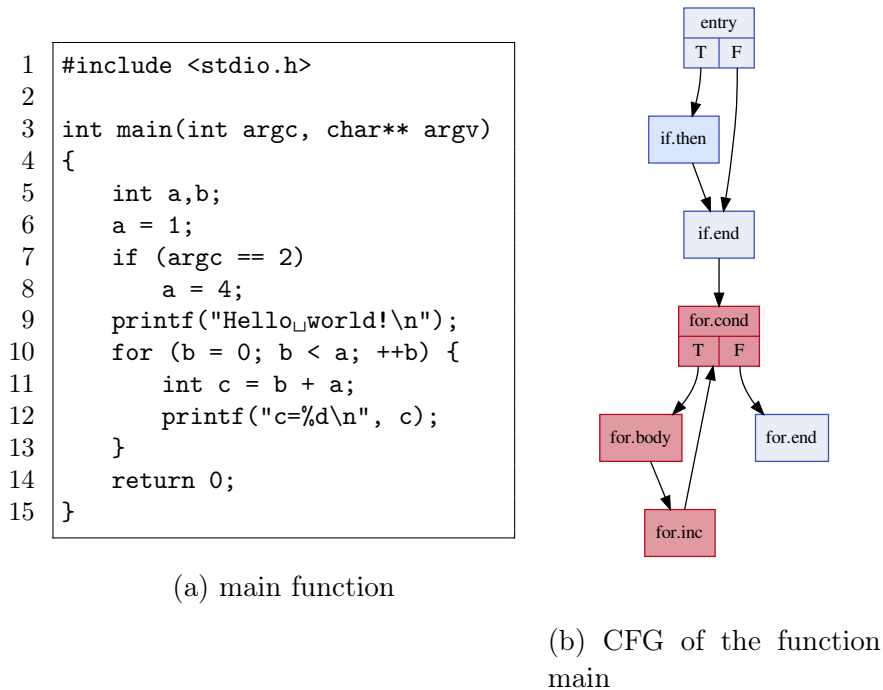 1 #include <stdio.h>
2
3 int main(int argc, char** argv)
4 {
5 int a,b;
6 a = 1;
7 if (argc == 2)
8 a = 4;
9 printf("Hello␣world!\n");
10 for (b = 0; b < a; ++b) {
11 int c = b + a;
12 printf("c=%d\n", c);
13 }
14 return 0;
15 }
(a) main function
entry
T F
if.then
if.end
for.cond
T F
for.body
for.end
for.inc
(b) CFG of the function
main